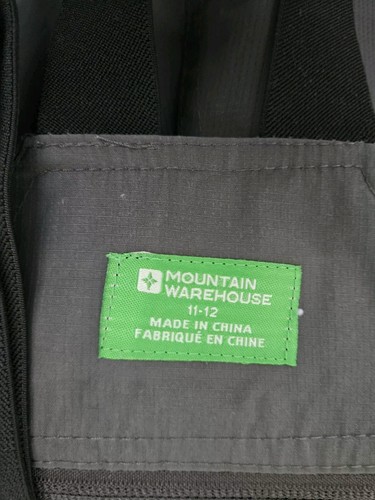 MOUNTAIN
WAREHOUSE
11-12
MADE IN CHINA
FABRIQUÉ EN CHINE